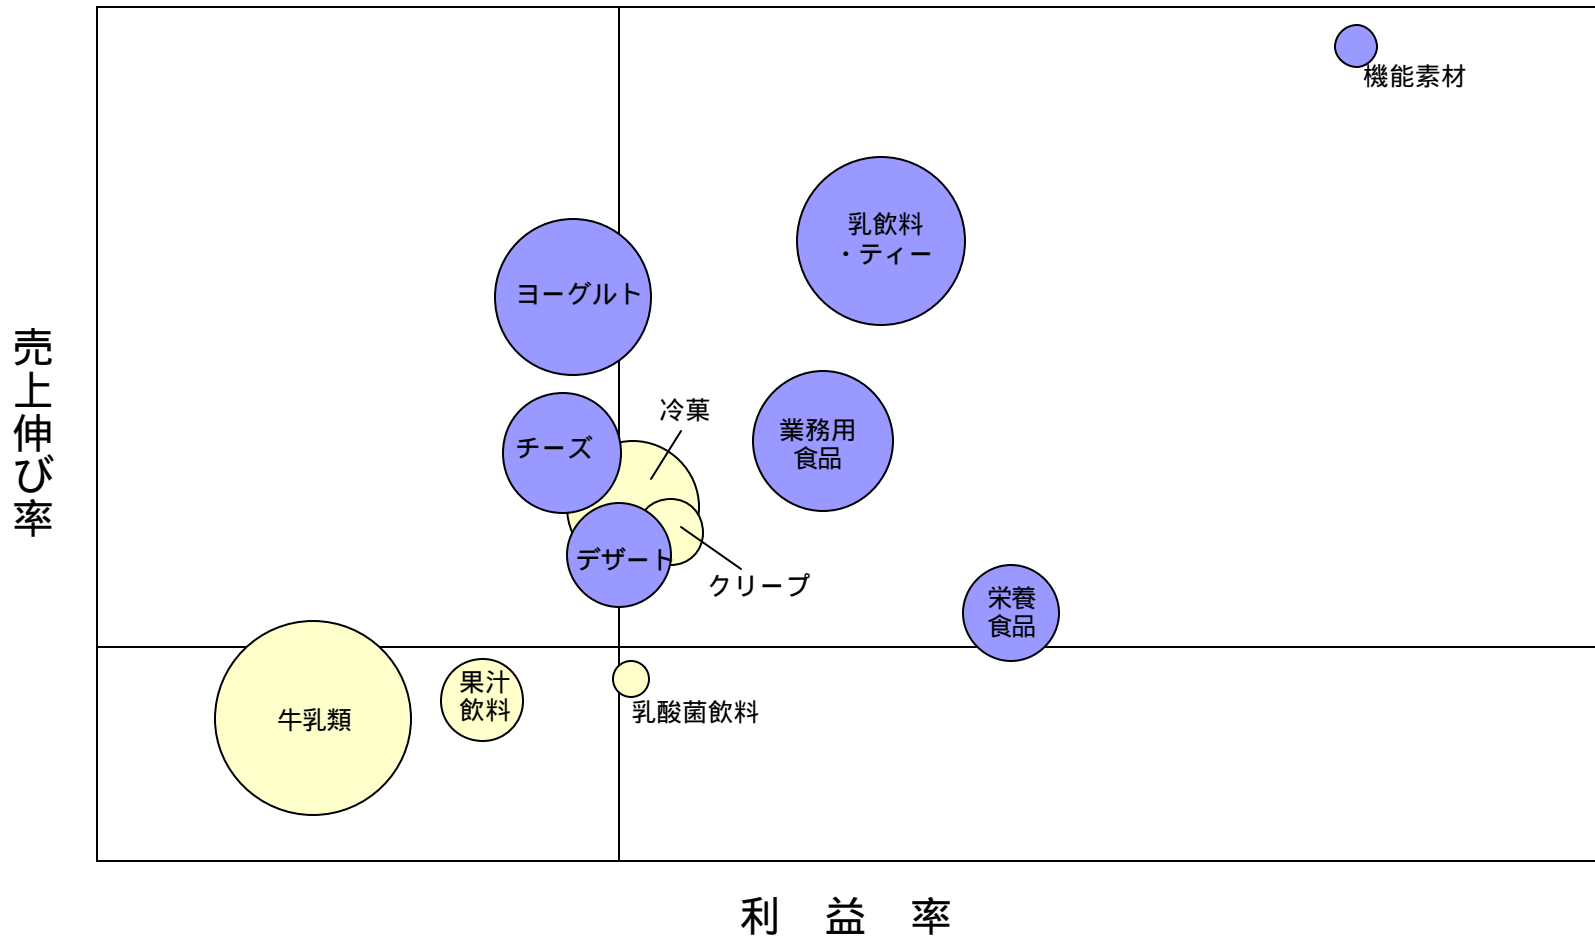 機能素材
乳飲料
・ティー
ヨーグルト
冷菓
チーズ
業務用
食品
デザート
クリープ
栄養
食品
果汁
飲料
牛乳類
乳酸菌飲料
売上伸び率
利　益　率